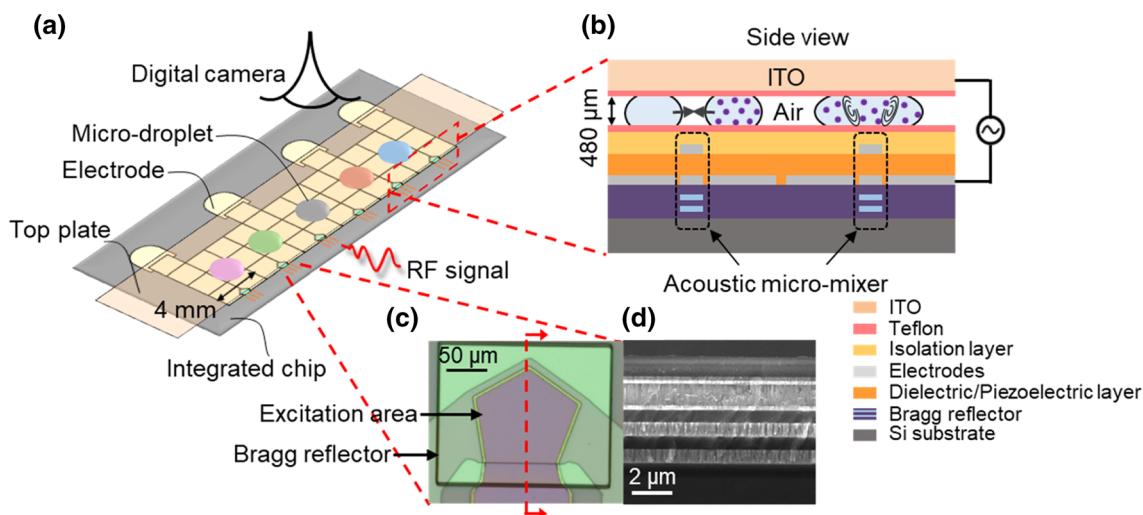 (a)
Digital camera
Micro-droplet
Electrode
Top plate
4 mm
Integrated chip
RF signal
(b)
Side view
ITO
Air
480 µm
Acoustic micro-mixer
ITO
Teflon
Isolation layer
Electrodes
Dielectric/Piezoelectric layer
Bragg reflector
Si substrate
(c)
50 µm
Excitation area
Bragg reflector
(d)
2 µm